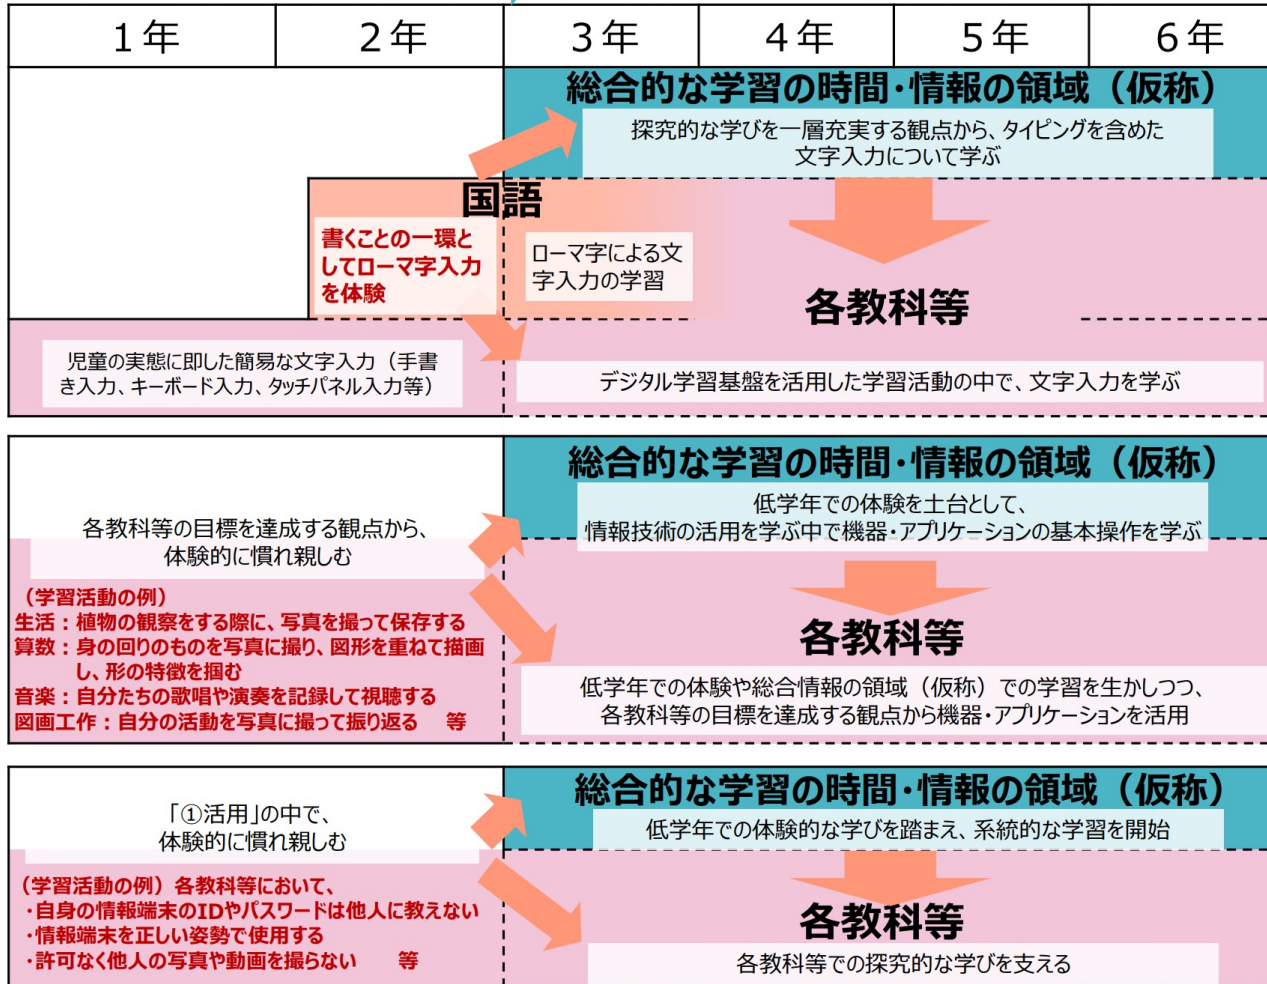 1年 2年 3年 4年 5年 6年
総合的な学習の時間・情報の領域（仮称）
探究的な学びを一層充実する観点から、タイピングを含めた
文字入力について学ぶ
国語
書くことの一環と
してローマ字入力
を体験
ローマ字による文
字入力の学習
各教科等
児童の実態に即した簡易な文字入力（手書
き入力、キーボード入力、タッチパネル入力等）
デジタル学習基盤を活用した学習活動の中で、文字入力を学ぶ
総合的な学習の時間・情報の領域（仮称）
低学年での体験を土台として、
情報技術の活用を学ぶ中で機器・アプリケーションの基本操作を学ぶ
各教科等の目標を達成する観点から、
体験的に慣れ親しむ
（学習活動の例）
生活：植物の観察をする際に、写真を撮って保存する
算数：身の回りのものを写真に撮り、図形を重ねて描画
し、形の特徴を掴む
音楽：自分たちの歌唱や演奏を記録して視聴する
図画工作：自分の活動を写真に撮って振り返る 等
各教科等
低学年での体験や総合情報の領域（仮称）での学習を生かしつつ、
各教科等の目標を達成する観点から機器・アプリケーションを活用
総合的な学習の時間・情報の領域（仮称）
低学年での体験的な学びを踏まえ、系統的な学習を開始
「①活用」の中で、
体験的に慣れ親しむ
（学習活動の例）各教科等において、
・自身の情報端末のIDやパスワードは他人に教えない
・情報端末を正しい姿勢で使用する
・許可なく他人の写真や動画を撮らない 等
各教科等
各教科等での探究的な学びを支える